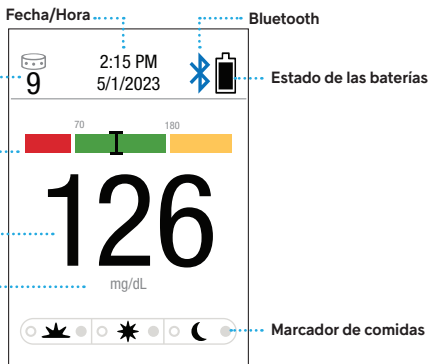 Fecha/Hora
Bluetooth
9
2:15 PM
5/1/2023
Estado de las baterías
70
180
126
mg/dL
Marcador de comidas